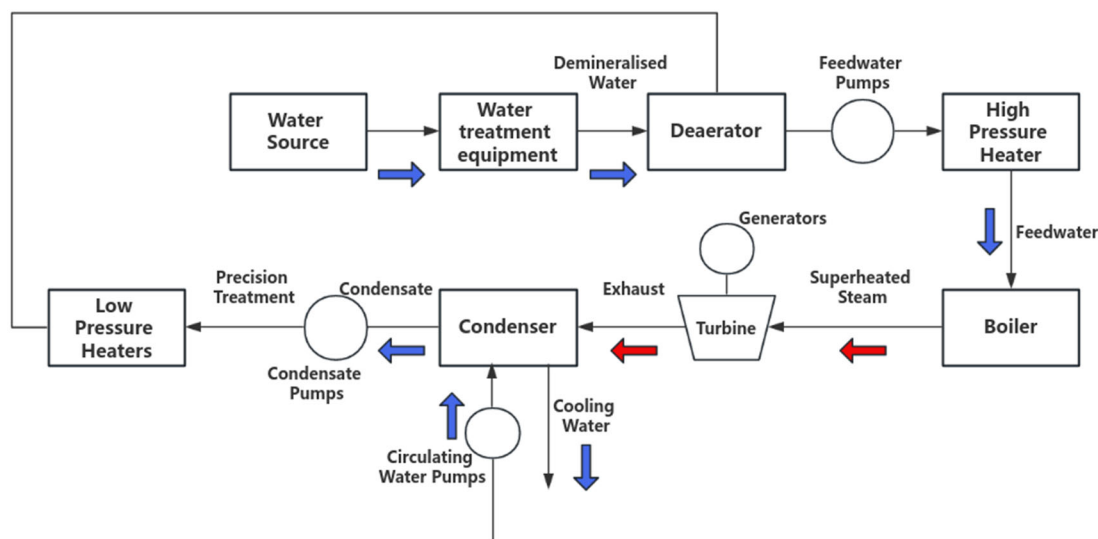 Demineralised
Water
Feedwater
Pumps
Water
Source
Water
treatment
equipment
Deaerator
High
Pressure
Heater
Generators
Feedwater
Precision
Treatment
Condensate
Exhaust
Superheated
Steam
Low
Pressure
Heaters
Condenser
Turbine
Boiler
Condensate
Pumps
Cooling
Water
Circulating
Water Pumps